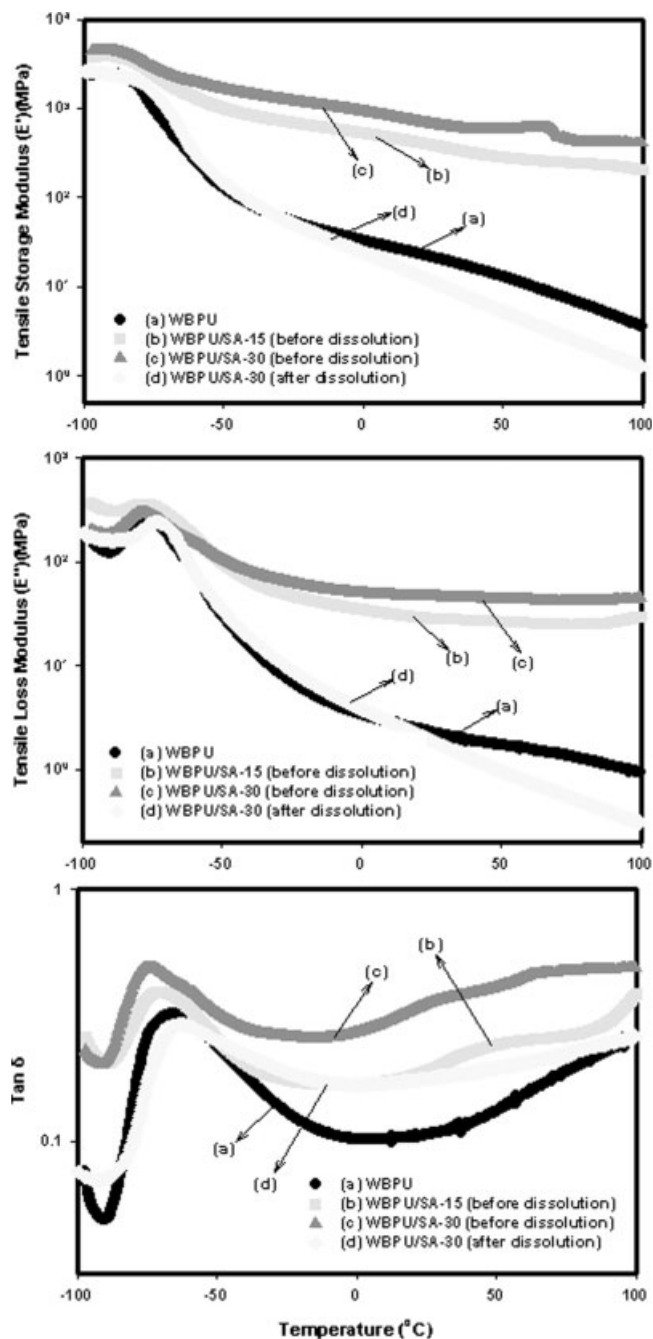 Tensile Storage Modulus (E')(MPa)
10⁴
10³
10²
10¹
10⁰
(c)
(b)
(d)
(a)
(a) WBPU
(b) WBPU/SA-15 (before dissolution)
(c) WBPU/SA-30 (before dissolution)
(d) WBPU/SA-30 (after dissolution)
-100
-50
0
50
100
Tensile Loss Modulus (E'')(MPa)
10³
10²
10¹
10⁰
(b)
(c)
(d)
(a)
(a) WBPU
(b) WBPU/SA-15 (before dissolution)
(c) WBPU/SA-30 (before dissolution)
(d) WBPU/SA-30 (after dissolution)
-100
-50
0
50
100
Tan δ
1
0.1
(b)
(c)
(a)
(d)
(a) WBPU
(b) WBPU/SA-15 (before dissolution)
(c) WBPU/SA-30 (before dissolution)
(d) WBPU/SA-30 (after dissolution)
-100
-50
0
50
100
Temperature (°C)